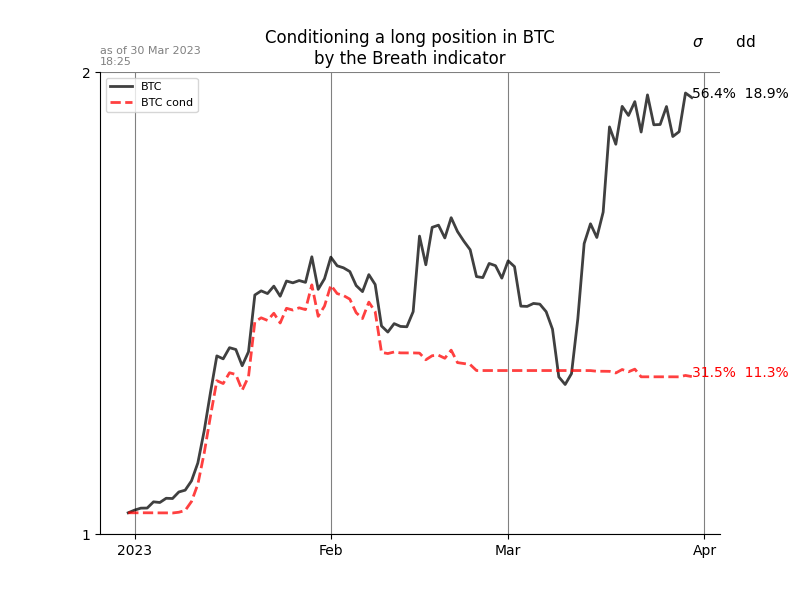 Conditioning a long position in BTC
by the Breath indicator
σ dd
as of 30 Mar 2023
18:25
2
BTC
BTC cond
56.4% 18.9%
31.5% 11.3%
1
2023 Feb Mar Apr